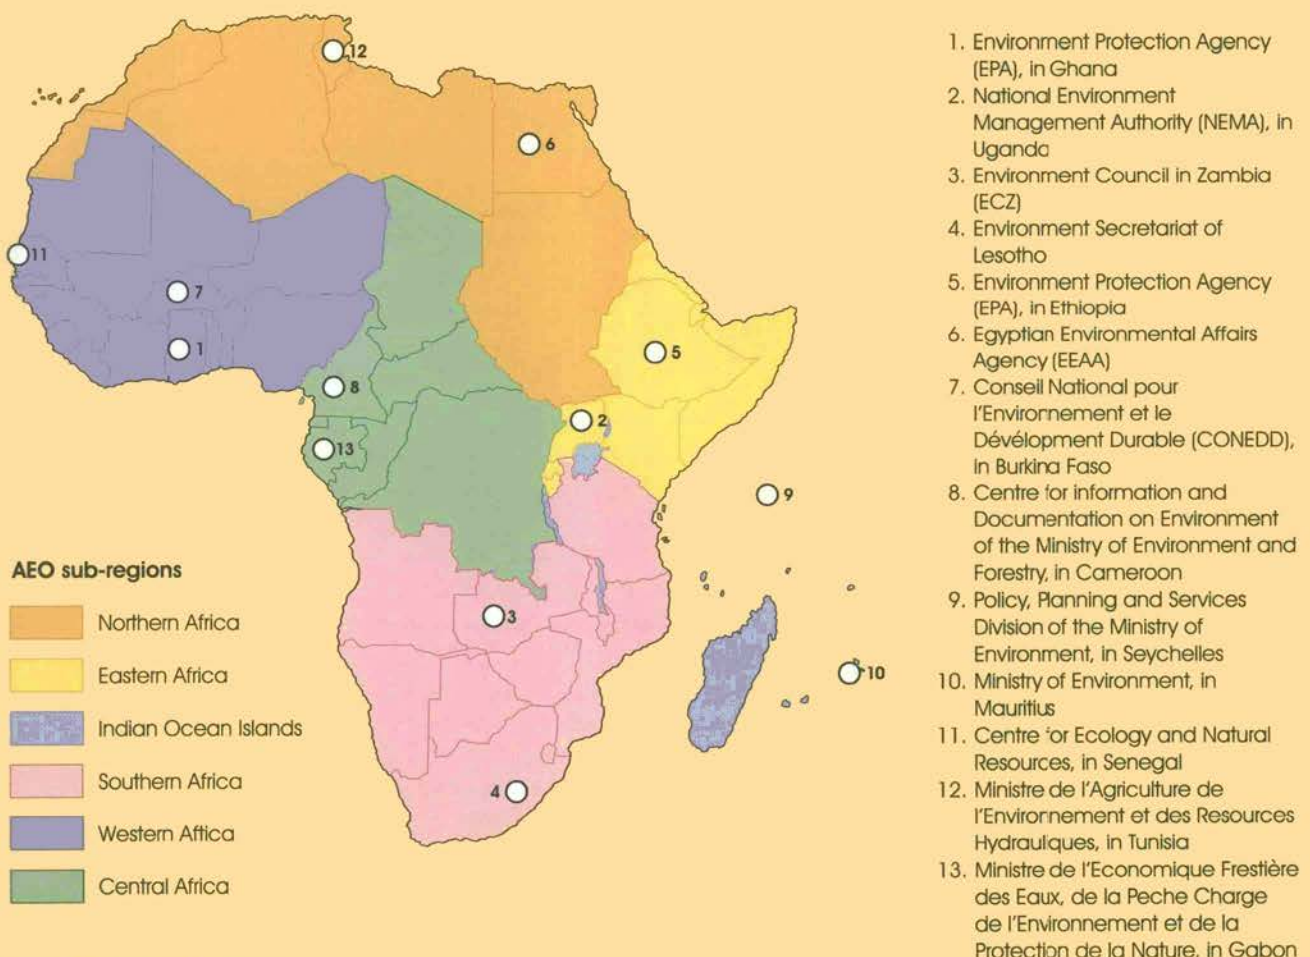 12
6
11
7
1
5
8
2
13
9
3
10
4
AEO sub-regions
Northern Africa
Eastern Africa
Indian Ocean Islands
Southern Africa
Western Aftica
Central Africa
1. Environment Protection Agency
(EPA), in Ghana
2. National Environment
Management Authority (NEMA), in
Uganda
3. Environment Council in Zambia
(ECZ)
4. Environment Secretariat of
Lesotho
5. Environment Protection Agency
(EPA), in Ethiopia
6. Egyptian Environmental Affairs
Agency (EEAA)
7. Conseil National pour
l'Environnement et le
Dévélopment Durable (CONEDD),
in Burkina Faso
8. Centre for information and
Documentation on Environment
of the Ministry of Environment and
Forestry, in Cameroon
9. Policy, Planning and Services
Division of the Ministry of
Environment, in Seychelles
10. Ministry of Environment, in
Mauritius
11. Centre for Ecology and Natural
Resources, in Senegal
12. Ministre de l'Agriculture de
l'Environnement et des Resources
Hydrauliques, in Tunisia
13. Ministre de l'Economique Frestière
des Eaux, de la Peche Charge
de l'Environnement et de la
Protection de la Nature, in Gabon